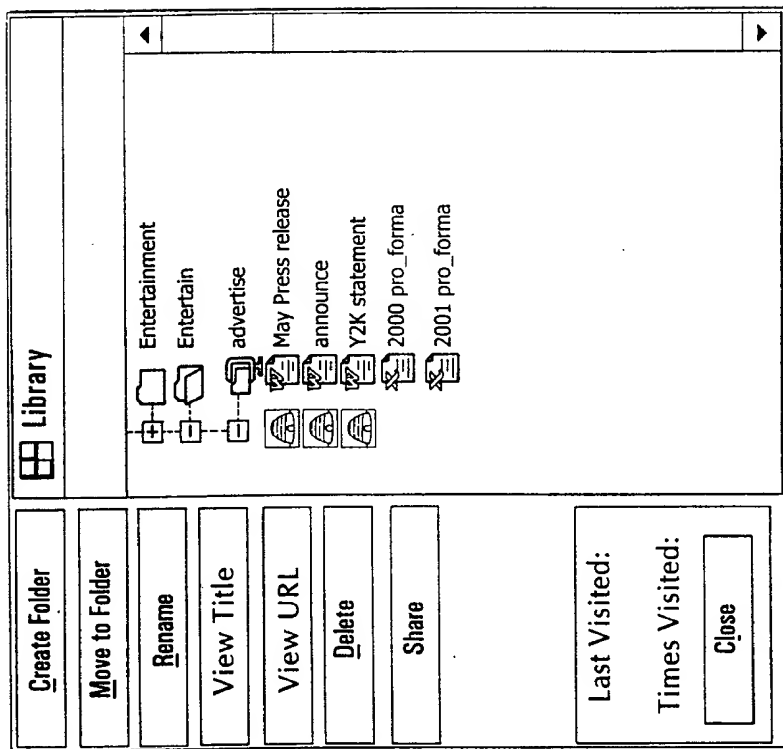 Create Folder
Move to Folder
Rename
View Title
View URL
Delete
Share
Last Visited:
Times Visited:
Close
Library
Entertainment
Entertain
advertise
May Press release
announce
Y2K statement
2000 pro_forma
2001 pro_forma